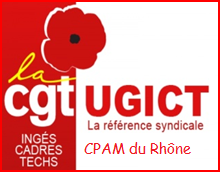 la
cgt UGICT
La référence syndicale
INGÉS
CADRES
TECHS
CPAM du Rhône